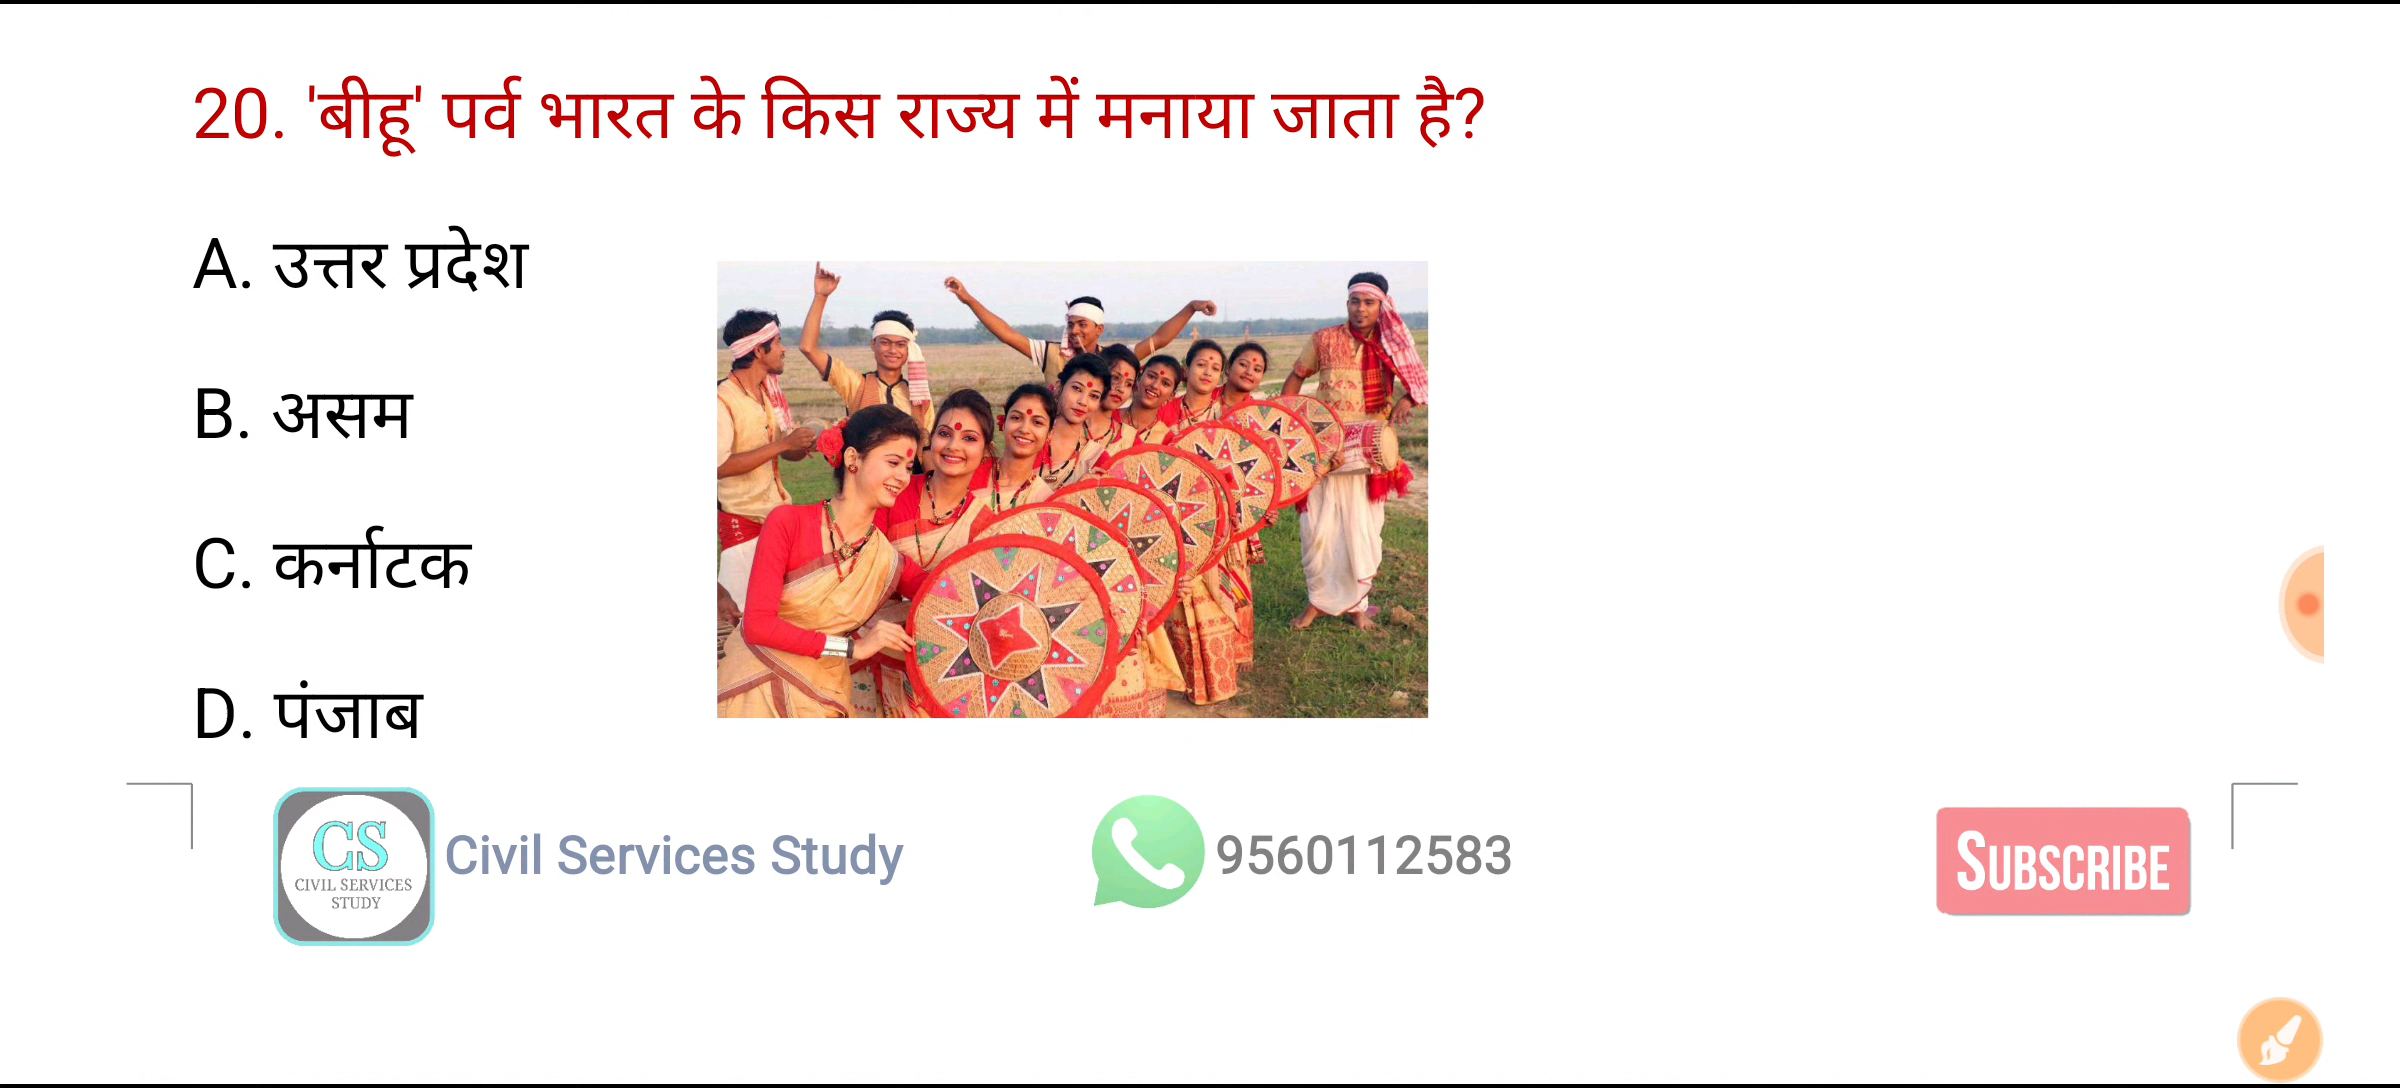 20. 'बीहू' पर्व भारत के किस राज्य में मनाया जाता है?
A. उत्तर प्रदेश
B. असम
C. कर्नाटक
D. पंजाब
CS
CIVIL SERVICES
STUDY
Civil Services Study
9560112583
SUBSCRIBE